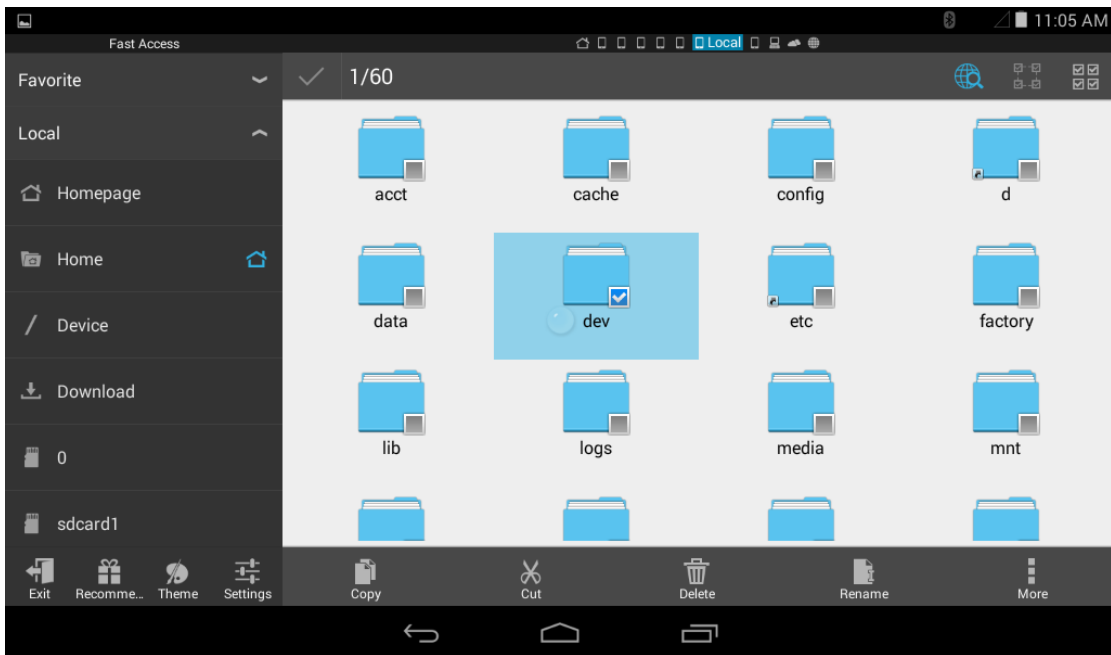 11:05 AM
Fast Access
Local
Favorite
1/60
Local
Homepage
Home
Device
Download
0
sdcard1
acct
cache
config
d
data
dev
etc
factory
lib
logs
media
mnt
Exit
Recomme...
Theme
Settings
Copy
Cut
Delete
Rename
More